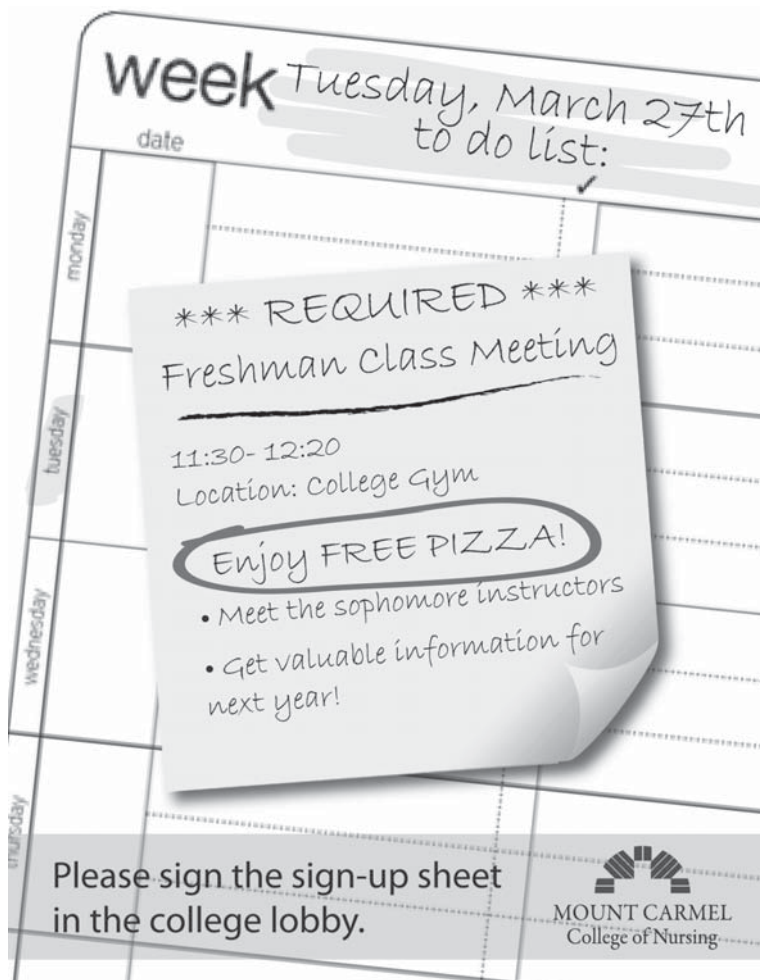 week Tuesday, March 27th
to do list:
date
✓
monday
*** REQUIRED ***
Freshman Class Meeting
tuesday
11:30-12:20
Location: College Gym
Enjoy FREE PIZZA!
• Meet the sophomore instructors
wednesday
• Get valuable information for
next year!
thursday
Please sign the sign-up sheet
in the college lobby.
MOUNT CARMEL
College of Nursing